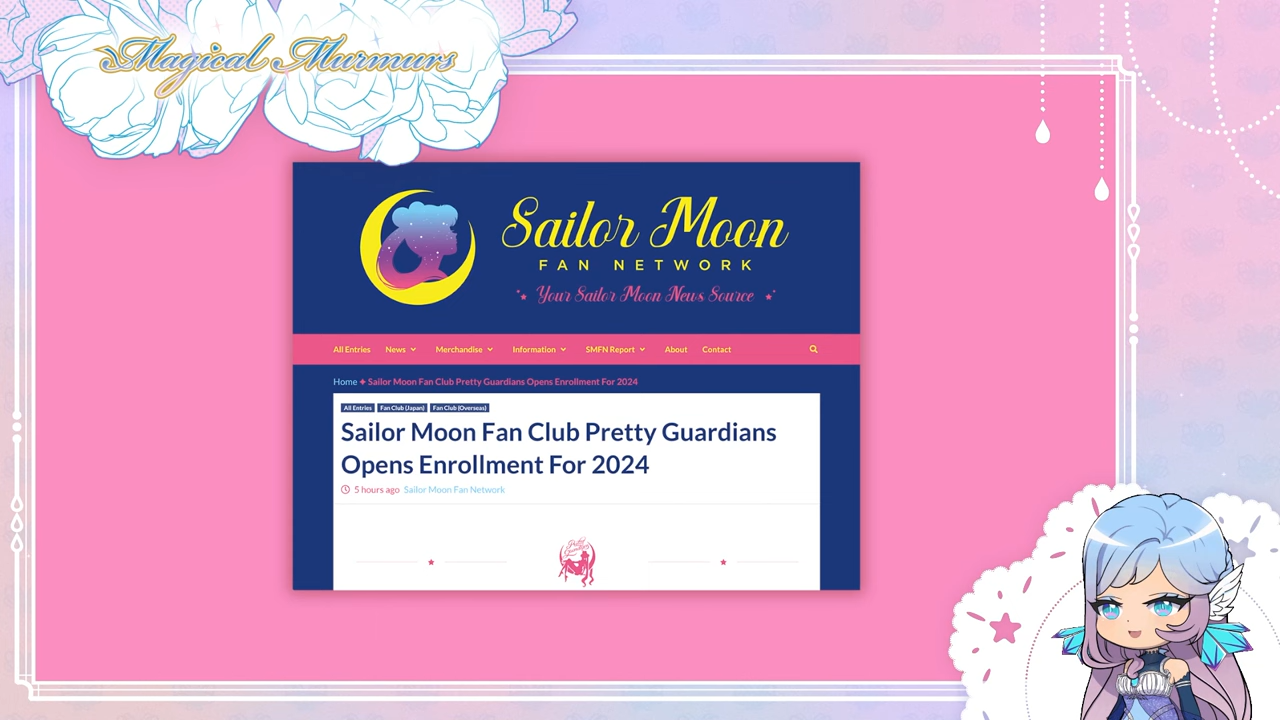 Magical Murmurs
Sailor Moon
FAN NETWORK
Your Sailor Moon News Source
All Entries News Merchandise Information SMFN Report About Contact
Home Sailor Moon Fan Club Pretty Guardians Opens Enrollment For 2024
All Entries Fan Club (Japan) Fan Club (Overseas)
Sailor Moon Fan Club Pretty Guardians
Opens Enrollment For 2024
5 hours ago Sailor Moon Fan Network
Pretty
Guardians